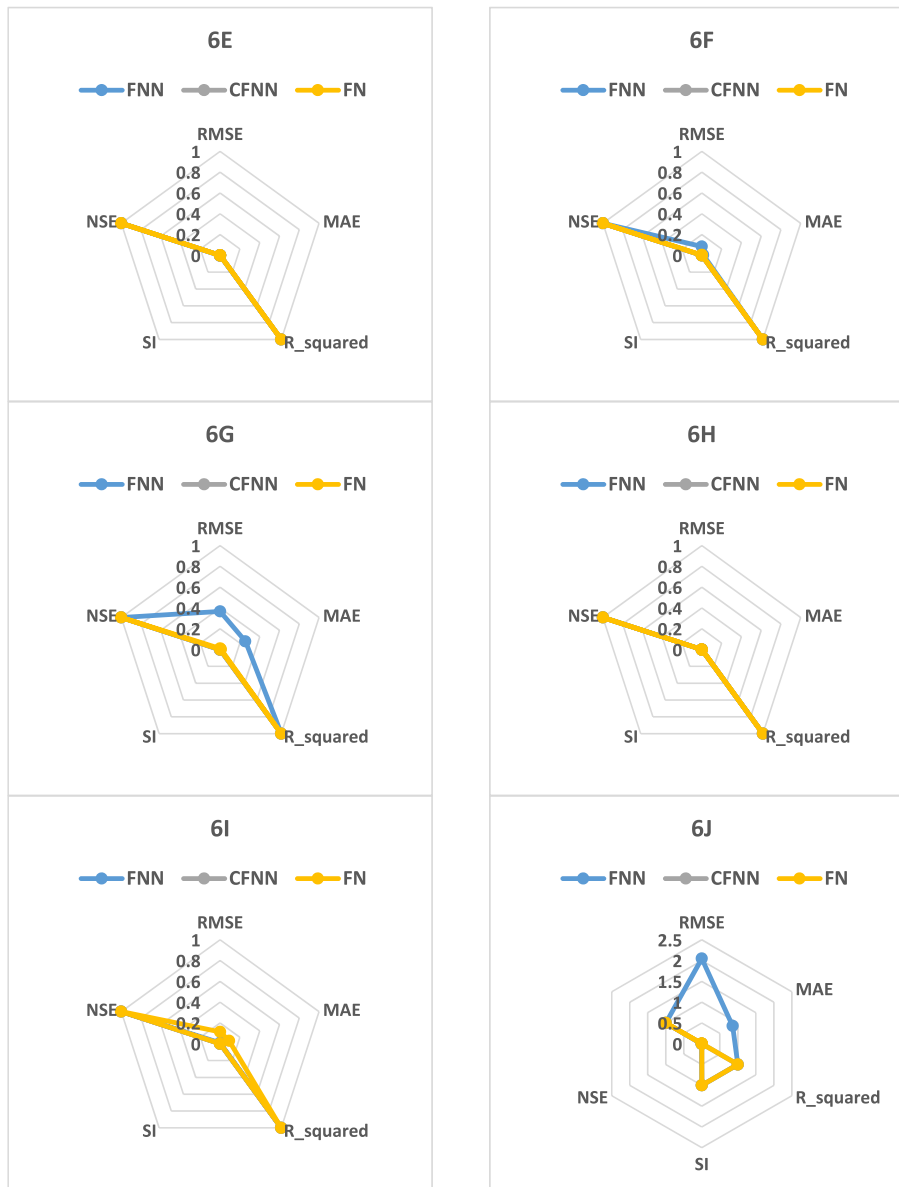 6E
FNN CFNN FN
RMSE
1
0.8
0.6
0.4
0.2
0
MAE
R_squared
SI
NSE
6F
FNN CFNN FN
RMSE
1
0.8
0.6
0.4
0.2
0
MAE
R_squared
SI
NSE
6G
FNN CFNN FN
RMSE
1
0.8
0.6
0.4
0.2
0
MAE
R_squared
SI
NSE
6H
FNN CFNN FN
RMSE
1
0.8
0.6
0.4
0.2
0
MAE
R_squared
SI
NSE
6I
FNN CFNN FN
RMSE
1
0.8
0.6
0.4
0.2
0
MAE
R_squared
SI
NSE
6J
FNN CFNN FN
RMSE
2.5
2
1.5
1
0.5
0
MAE
R_squared
SI
NSE